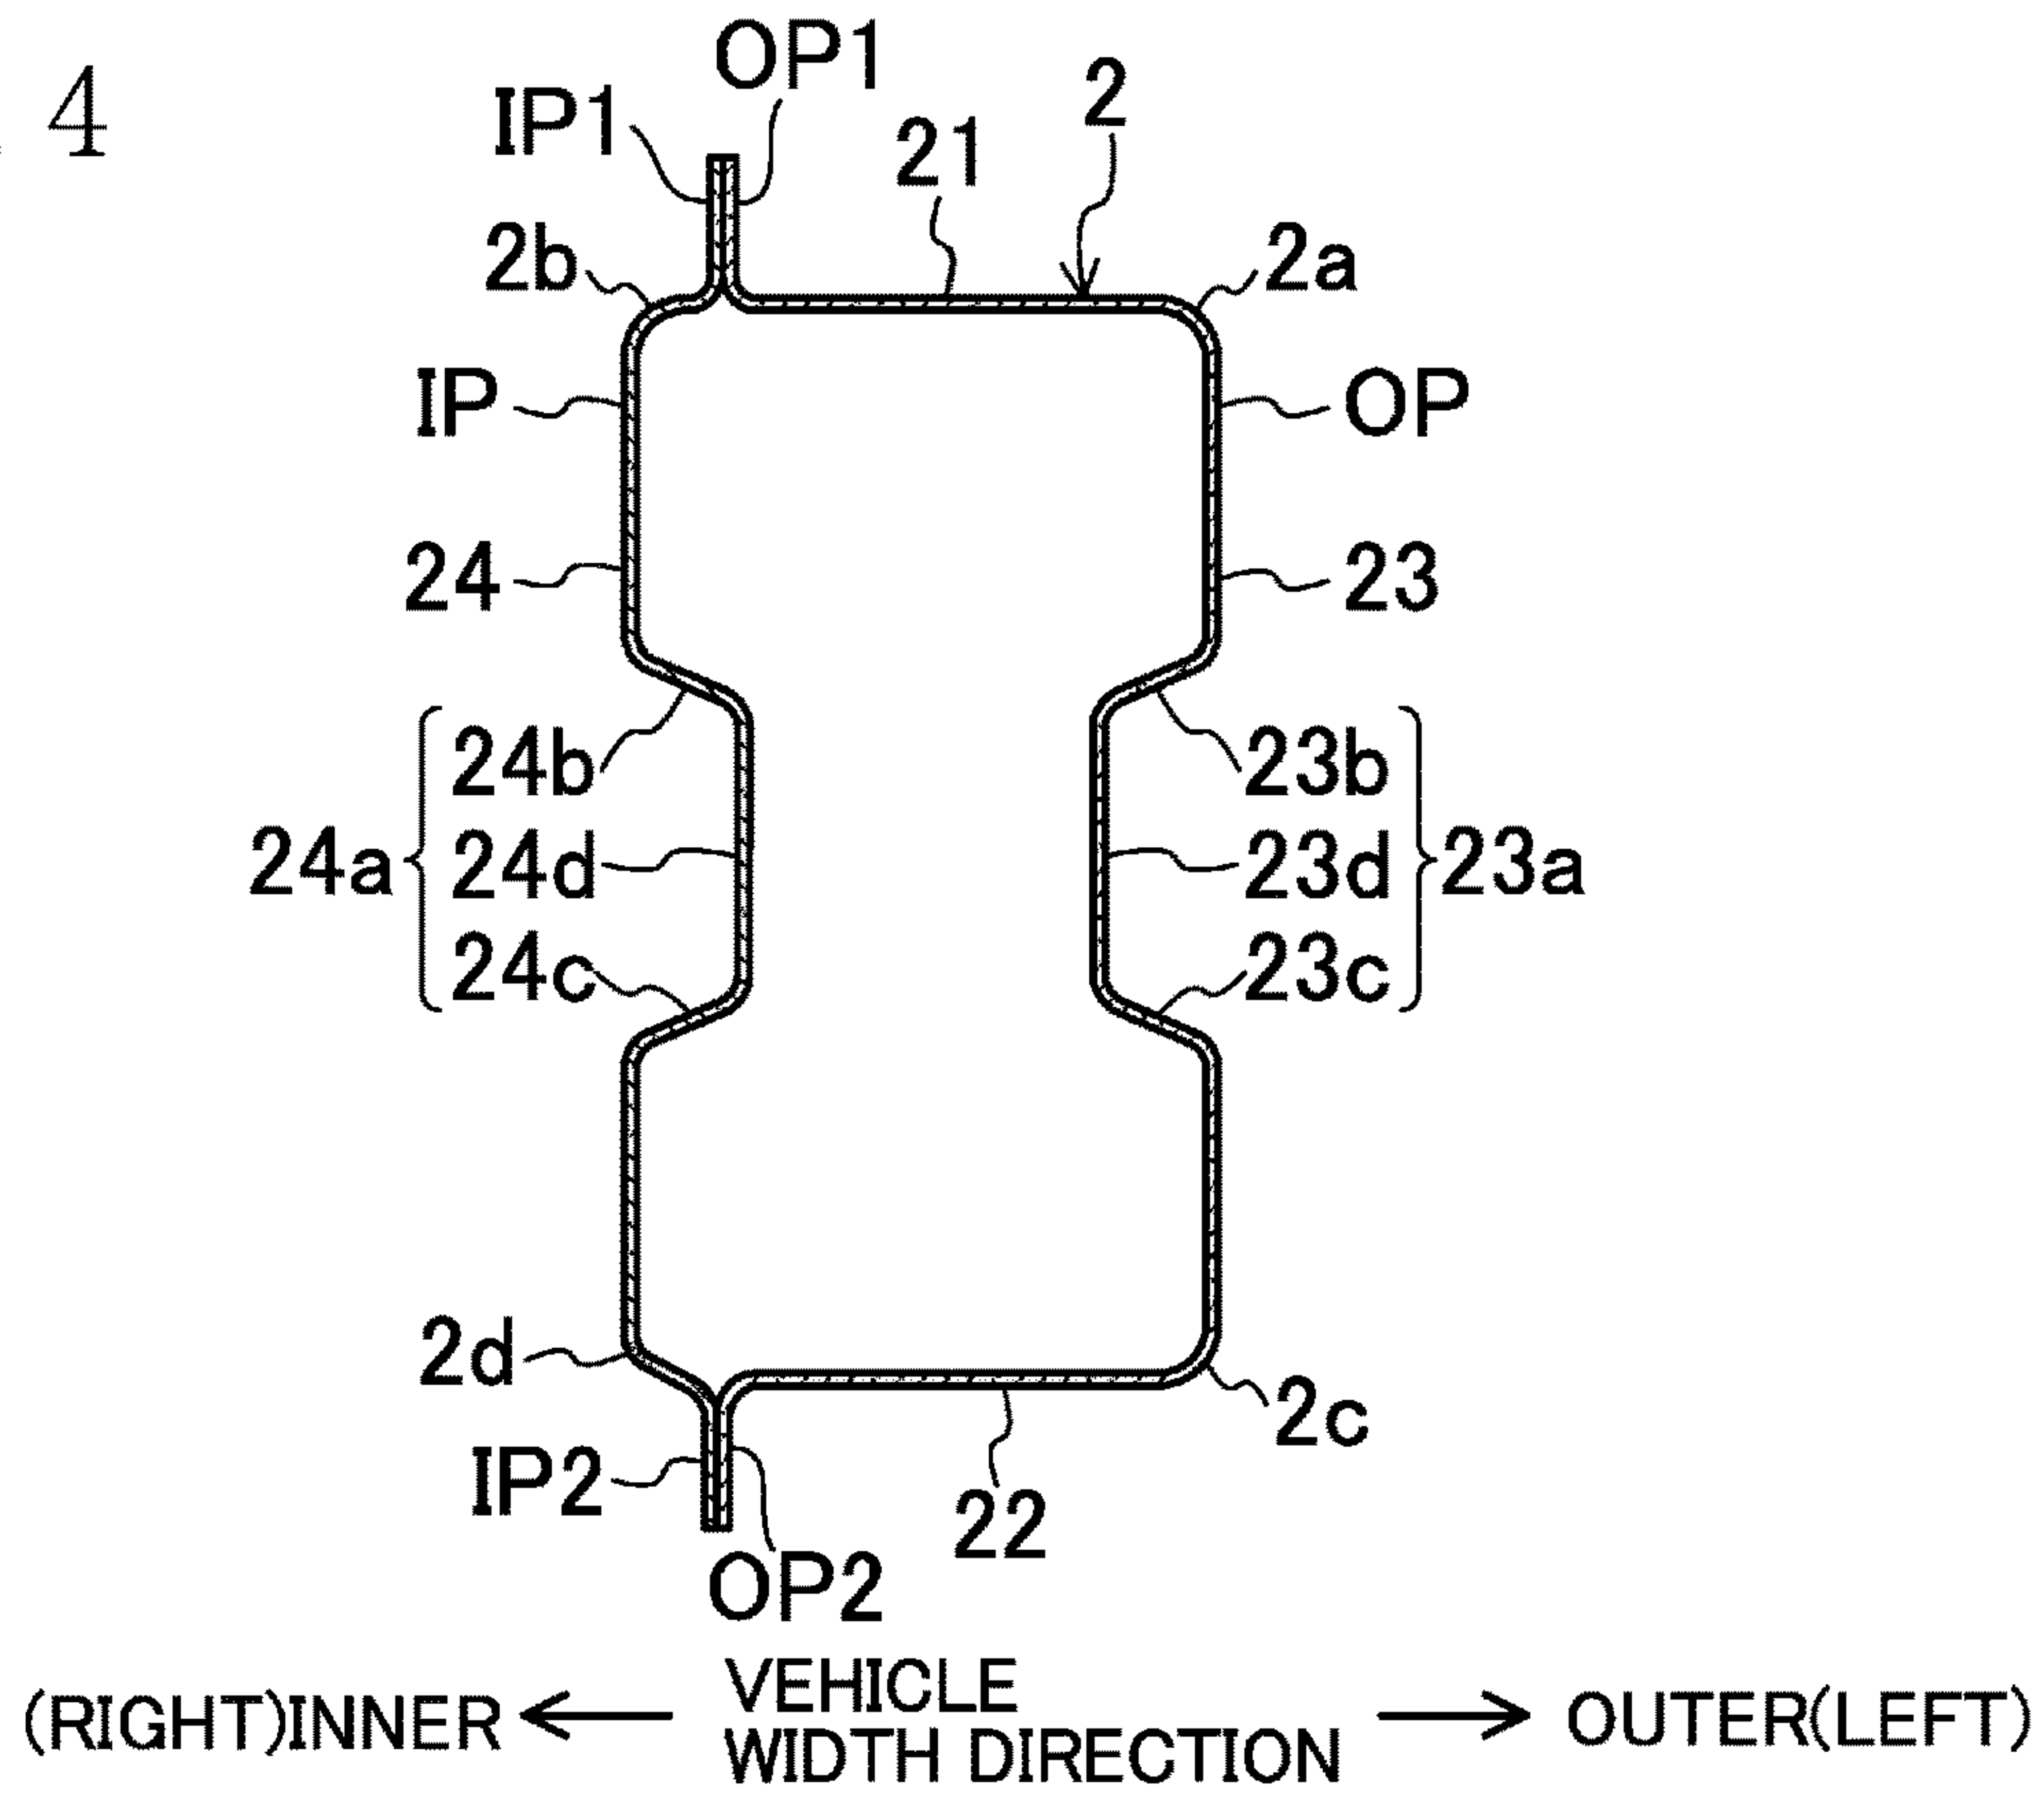 4
OP1
IP1
2
21
2b
2a
IP
OP
24
23
24b
23b
24a
24d
23d
23a
24c
23c
2d
2c
IP2
22
OP2
VEHICLE
(RIGHT)INNER
WIDTH DIRECTION
OUTER(LEFT)